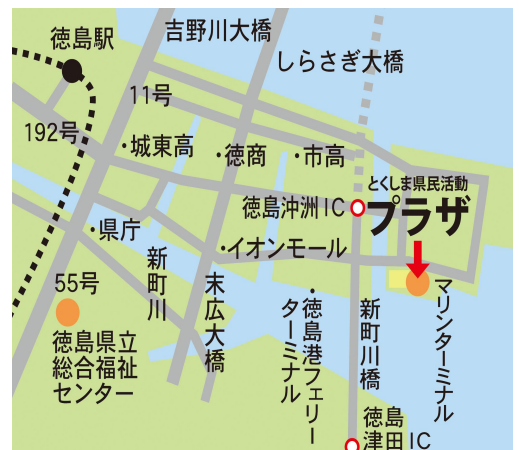 徳島駅
吉野川大橋
しらさぎ大橋
11号
192号
・城東高
・徳商
・市高
とくしま県民活動
プラザ
徳島沖洲IC
・県庁
・イオンモール
新町川
末広大橋
・徳島港フェリー
ターミナル
新町川橋
マリンターミナル
55号
徳島県立
総合福祉
センター
徳島
津田IC